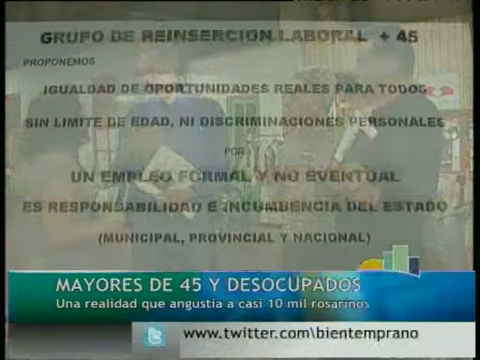 GRUPO DE REINSERCIÓN LABORAL + 45
PROPONEMOS
IGUALDAD DE OPORTUNIDADES REALES PARA TODOS
SIN LIMITE DE EDAD, NI DISCRIMINACIONES PERSONALES
POR
UN EMPLEO FORMAL Y NO EVENTUAL
ES RESPONSABILIDAD E INCUMBENCIA DEL ESTADO
(MUNICIPAL, PROVINCIAL Y NACIONAL)
MAYORES DE 45 Y DESOCUPADOS
Una realidad que angustia a casi 10 mil rosarinos
www.twitter.com\bientemprano